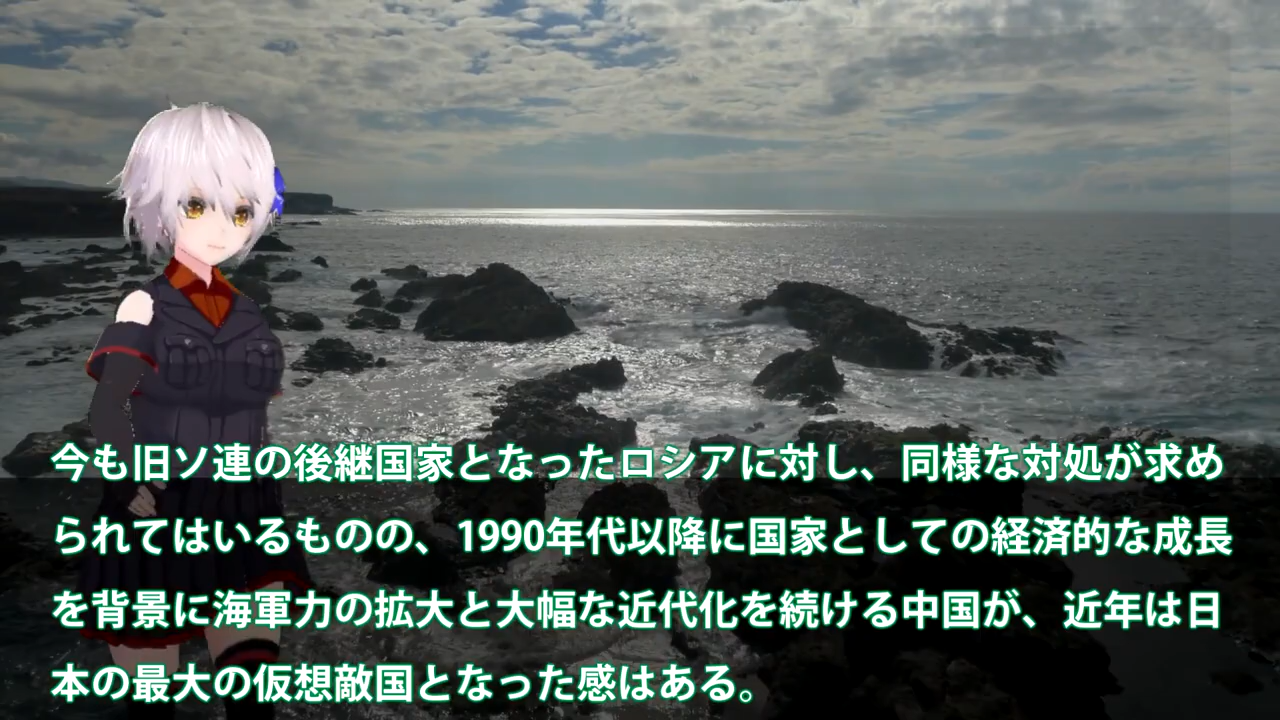 今も旧ソ連の後継国家となったロシアに対し、同様な対処が求め
られてはいるものの、1990年代以降に国家としての経済的な成長
を背景に海軍力の拡大と大幅な近代化を続ける中国が、近年は日
本の最大の仮想敵国となった感はある。